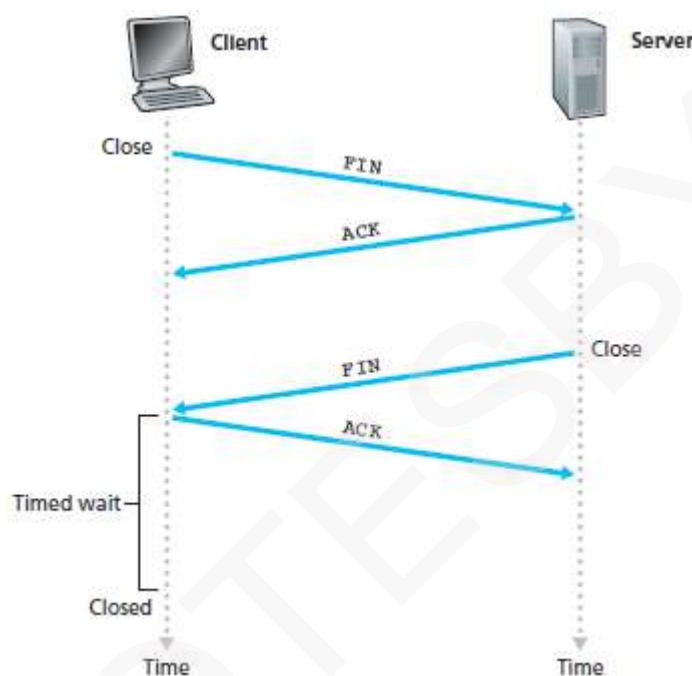 Client
Server
Close
FIN
ACK
Close
FIN
ACK
Timed wait
Closed
Time
Time